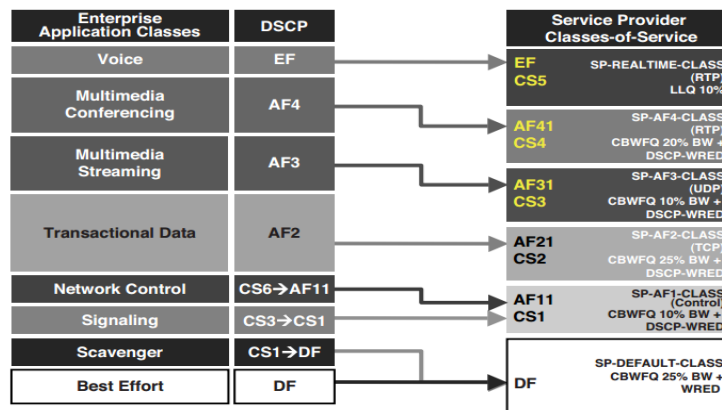 Enterprise
Application Classes
DSCP
Service Provider
Classes-of-Service
Voice
EF
EF
CS5
SP-REALTIME-CLASS
(RTP)
LLQ 10%
Multimedia
Conferencing
AF4
AF41
CS4
SP-AF4-CLASS
(RTP)
CBWFQ 20% BW +
DSCP-WRED
Multimedia
Streaming
AF3
AF31
CS3
SP-AF3-CLASS
(UDP)
CBWFQ 10% BW +
DSCP-WRED
Transactional Data
AF2
AF21
CS2
SP-AF2-CLASS
(TCP)
CBWFQ 25% BW +
DSCP-WRED
Network Control
CS6→AF11
AF11
CS1
SP-AF1-CLASS
(Control)
CBWFQ 10% BW +
DSCP-WRED
Signaling
CS3→CS1
Scavenger
CS1→DF
Best Effort
DF
DF
SP-DEFAULT-CLASS
CBWFQ 25% BW +
WRED